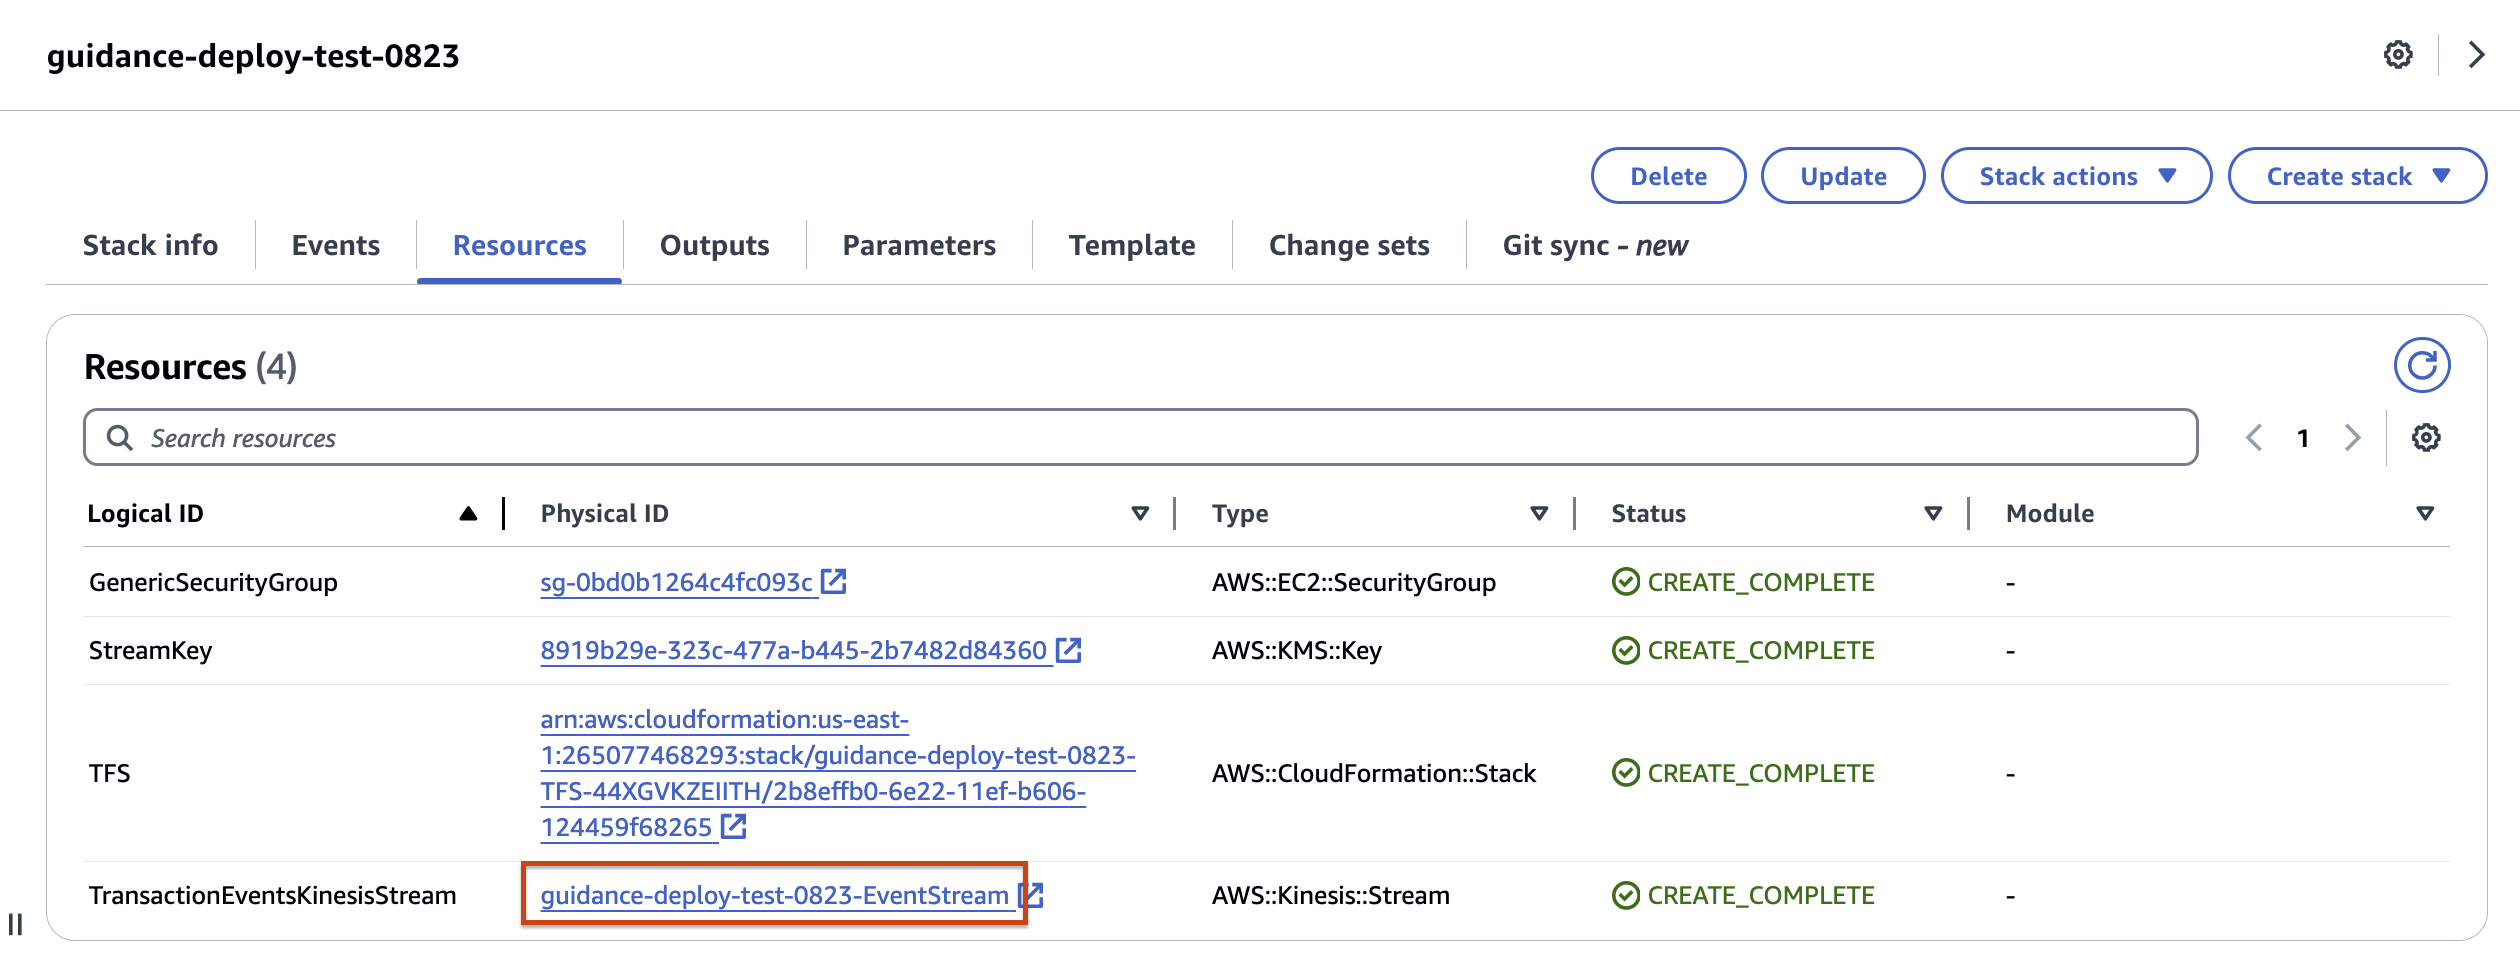 guidance-deploy-test-0823
Delete
Update
Stack actions
Create stack
Stack info
Events
Resources
Outputs
Parameters
Template
Change sets
Git sync - new
Resources (4)
Search resources
1
Logical ID
Physical ID
Type
Status
Module
GenericSecurityGroup
sg-0bd0b1264c4fc093c
AWS::EC2::SecurityGroup
CREATE_COMPLETE
-
StreamKey
8919b29e-323c-477a-b445-2b7482d84360
AWS::KMS::Key
CREATE_COMPLETE
-
TFS
arn:aws:cloudformation:us-east-
1:265077468293:stack/guidance-deploy-test-0823-
TFS-44XGVKZEIITH/2b8effb0-6e22-11ef-b606-
124459f68265
AWS::CloudFormation::Stack
CREATE_COMPLETE
-
TransactionEventsKinesisStream
guidance-deploy-test-0823-EventStream
AWS::Kinesis::Stream
CREATE_COMPLETE
-